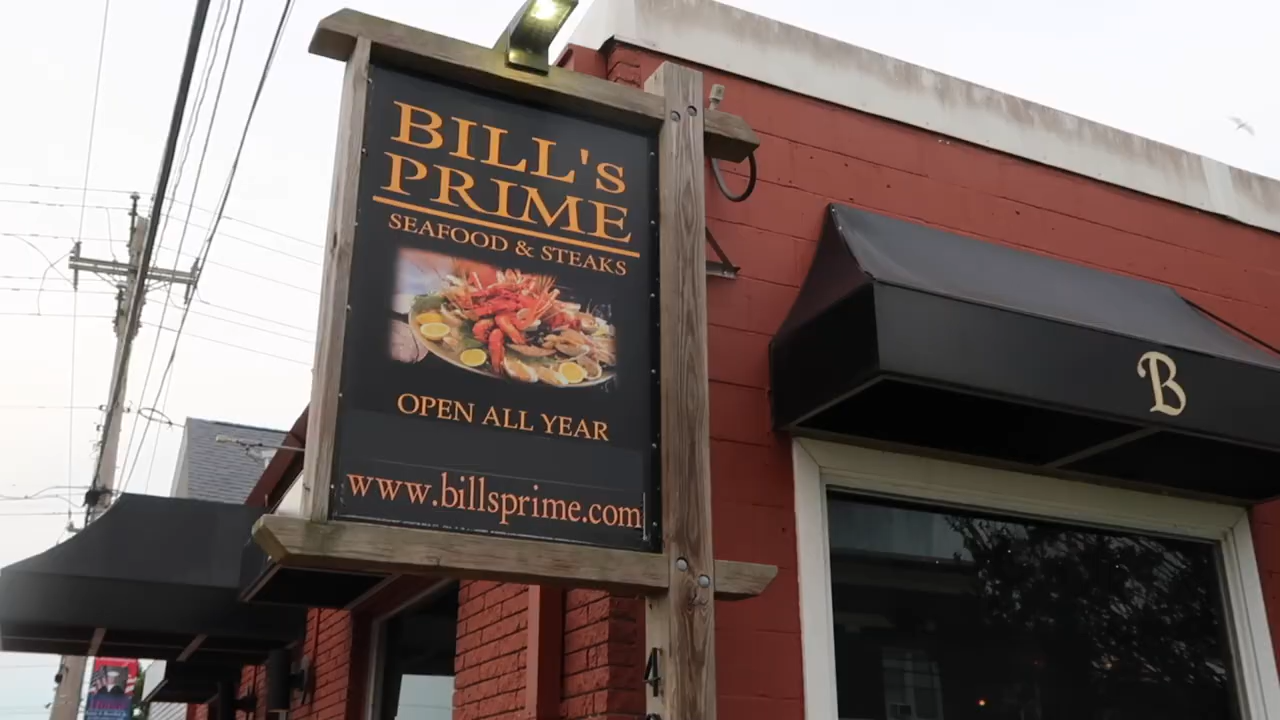 BILL'S
PRIME
SEAFOOD & STEAKS
OPEN ALL YEAR
www.billsprime.com
B